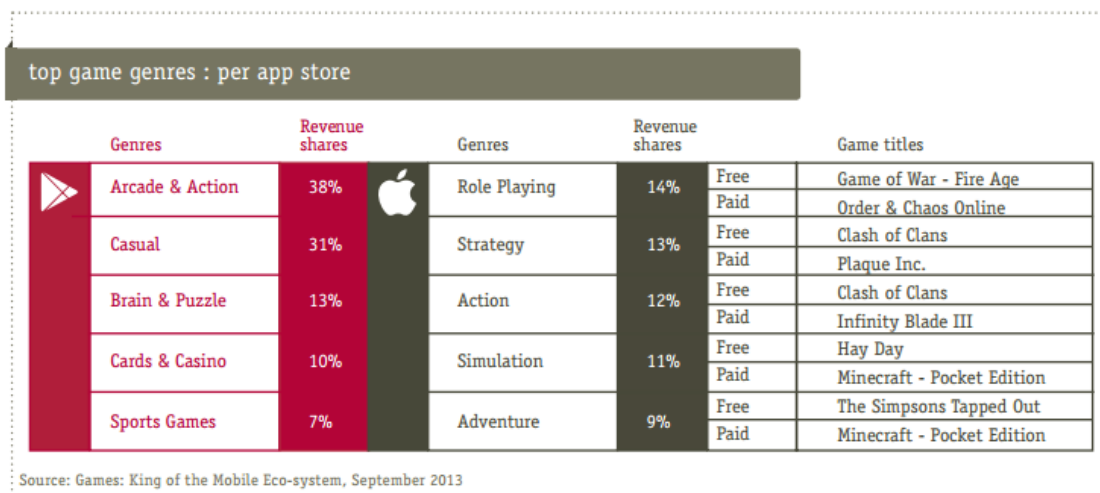 top game genres : per app store
Genres Revenue shares Genres Revenue shares Game titles
Arcade & Action 38% Role Playing 14% Free Game of War - Fire Age
Paid Order & Chaos Online
Casual 31% Strategy 13% Free Clash of Clans
Paid Plaque Inc.
Brain & Puzzle 13% Action 12% Free Clash of Clans
Paid Infinity Blade III
Cards & Casino 10% Simulation 11% Free Hay Day
Paid Minecraft - Pocket Edition
Sports Games 7% Adventure 9% Free The Simpsons Tapped Out
Paid Minecraft - Pocket Edition
Source: Games: King of the Mobile Eco-system, September 2013